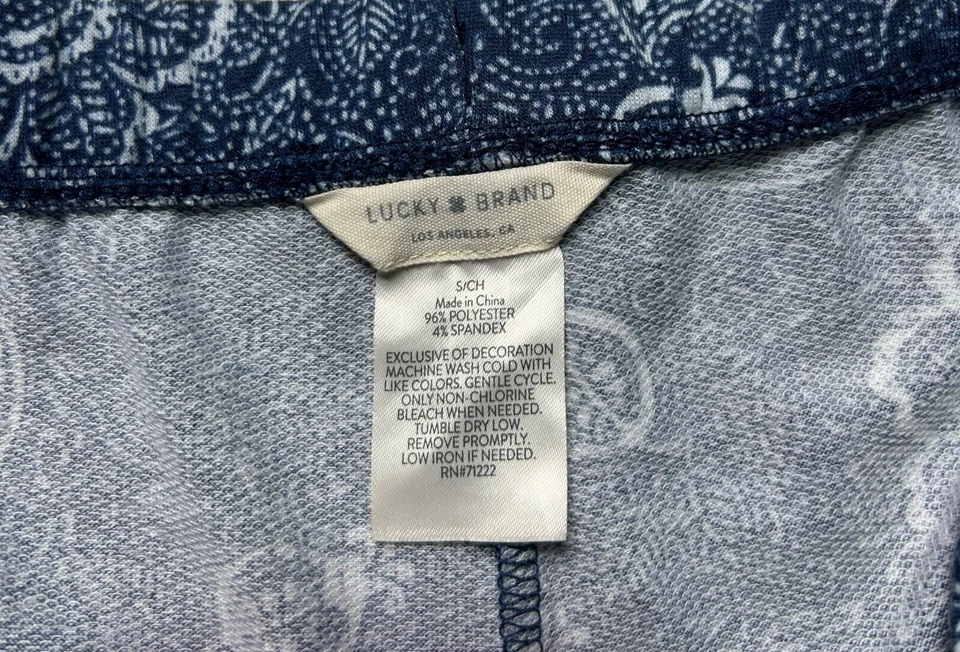 LUCKY BRAND
LOS ANGELES, CA
S/CH
Made in China
96% POLYESTER
4% SPANDEX
EXCLUSIVE OF DECORATION
MACHINE WASH COLD WITH
LIKE COLORS. GENTLE CYCLE.
ONLY NON-CHLORINE
BLEACH WHEN NEEDED.
TUMBLE DRY LOW.
REMOVE PROMPTLY.
LOW IRON IF NEEDED.
RN#71222